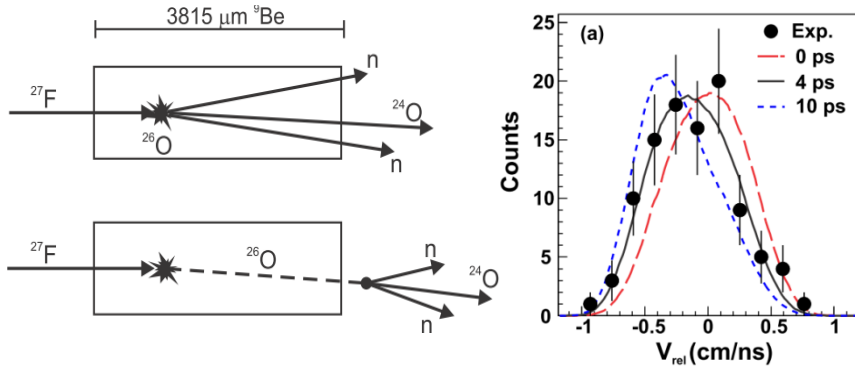 3815 μm ⁹Be
²⁷F
n
²⁴O
²⁶O
n
²⁷F
²⁶O
n
²⁴O
n
(a)
Exp.
0 ps
4 ps
10 ps
Counts
25
20
15
10
5
0
-1 -0.5 0 0.5 1
V_rel (cm/ns)